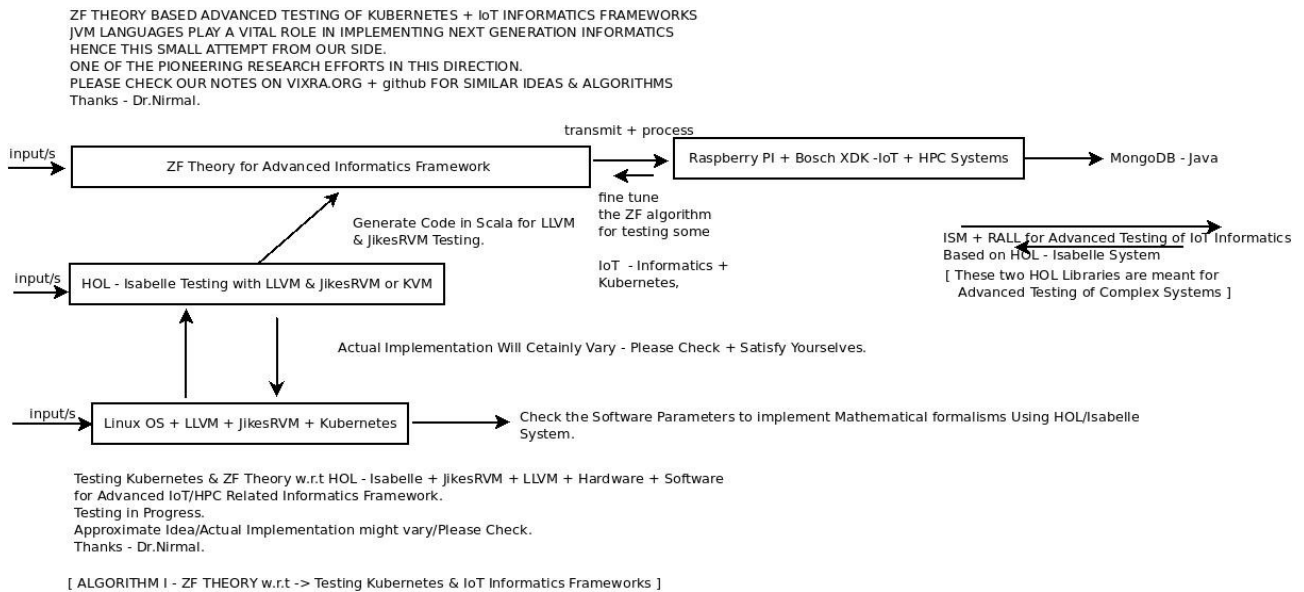 ZF THEORY BASED ADVANCED TESTING OF KUBERNETES + IoT INFORMATICS FRAMEWORKS
JVM LANGUAGES PLAY A VITAL ROLE IN IMPLEMENTING NEXT GENERATION INFORMATICS
HENCE THIS SMALL ATTEMPT FROM OUR SIDE.
ONE OF THE PIONEERING RESEARCH EFFORTS IN THIS DIRECTION.
PLEASE CHECK OUR NOTES ON VIXRA.ORG + github FOR SIMILAR IDEAS & ALGORITHMS
Thanks - Dr.Nirmal.
transmit + process
input/s
ZF Theory for Advanced Informatics Framework
Raspberry PI + Bosch XDK -IoT + HPC Systems
MongoDB - Java
fine tune
the ZF algorithm
for testing some
IoT - Informatics +
Kubernetes,
Generate Code in Scala for LLVM
& JikesRVM Testing.
ISM + RALL for Advanced Testing of IoT Informatics
Based on HOL - Isabelle System
[ These two HOL Libraries are meant for
Advanced Testing of Complex Systems ]
input/s
HOL - Isabelle Testing with LLVM & JikesRVM or KVM
Actual Implementation Will Cetainly Vary - Please Check + Satisfy Yourselves.
input/s
Linux OS + LLVM + JikesRVM + Kubernetes
Check the Software Parameters to implement Mathematical formalisms Using HOL/Isabelle
System.
Testing Kubernetes & ZF Theory w.r.t HOL - Isabelle + JikesRVM + LLVM + Hardware + Software
for Advanced IoT/HPC Related Informatics Framework.
Testing in Progress.
Approximate Idea/Actual Implementation might vary/Please Check.
Thanks - Dr.Nirmal.
[ ALGORITHM I - ZF THEORY w.r.t -> Testing Kubernetes & IoT Informatics Frameworks ]